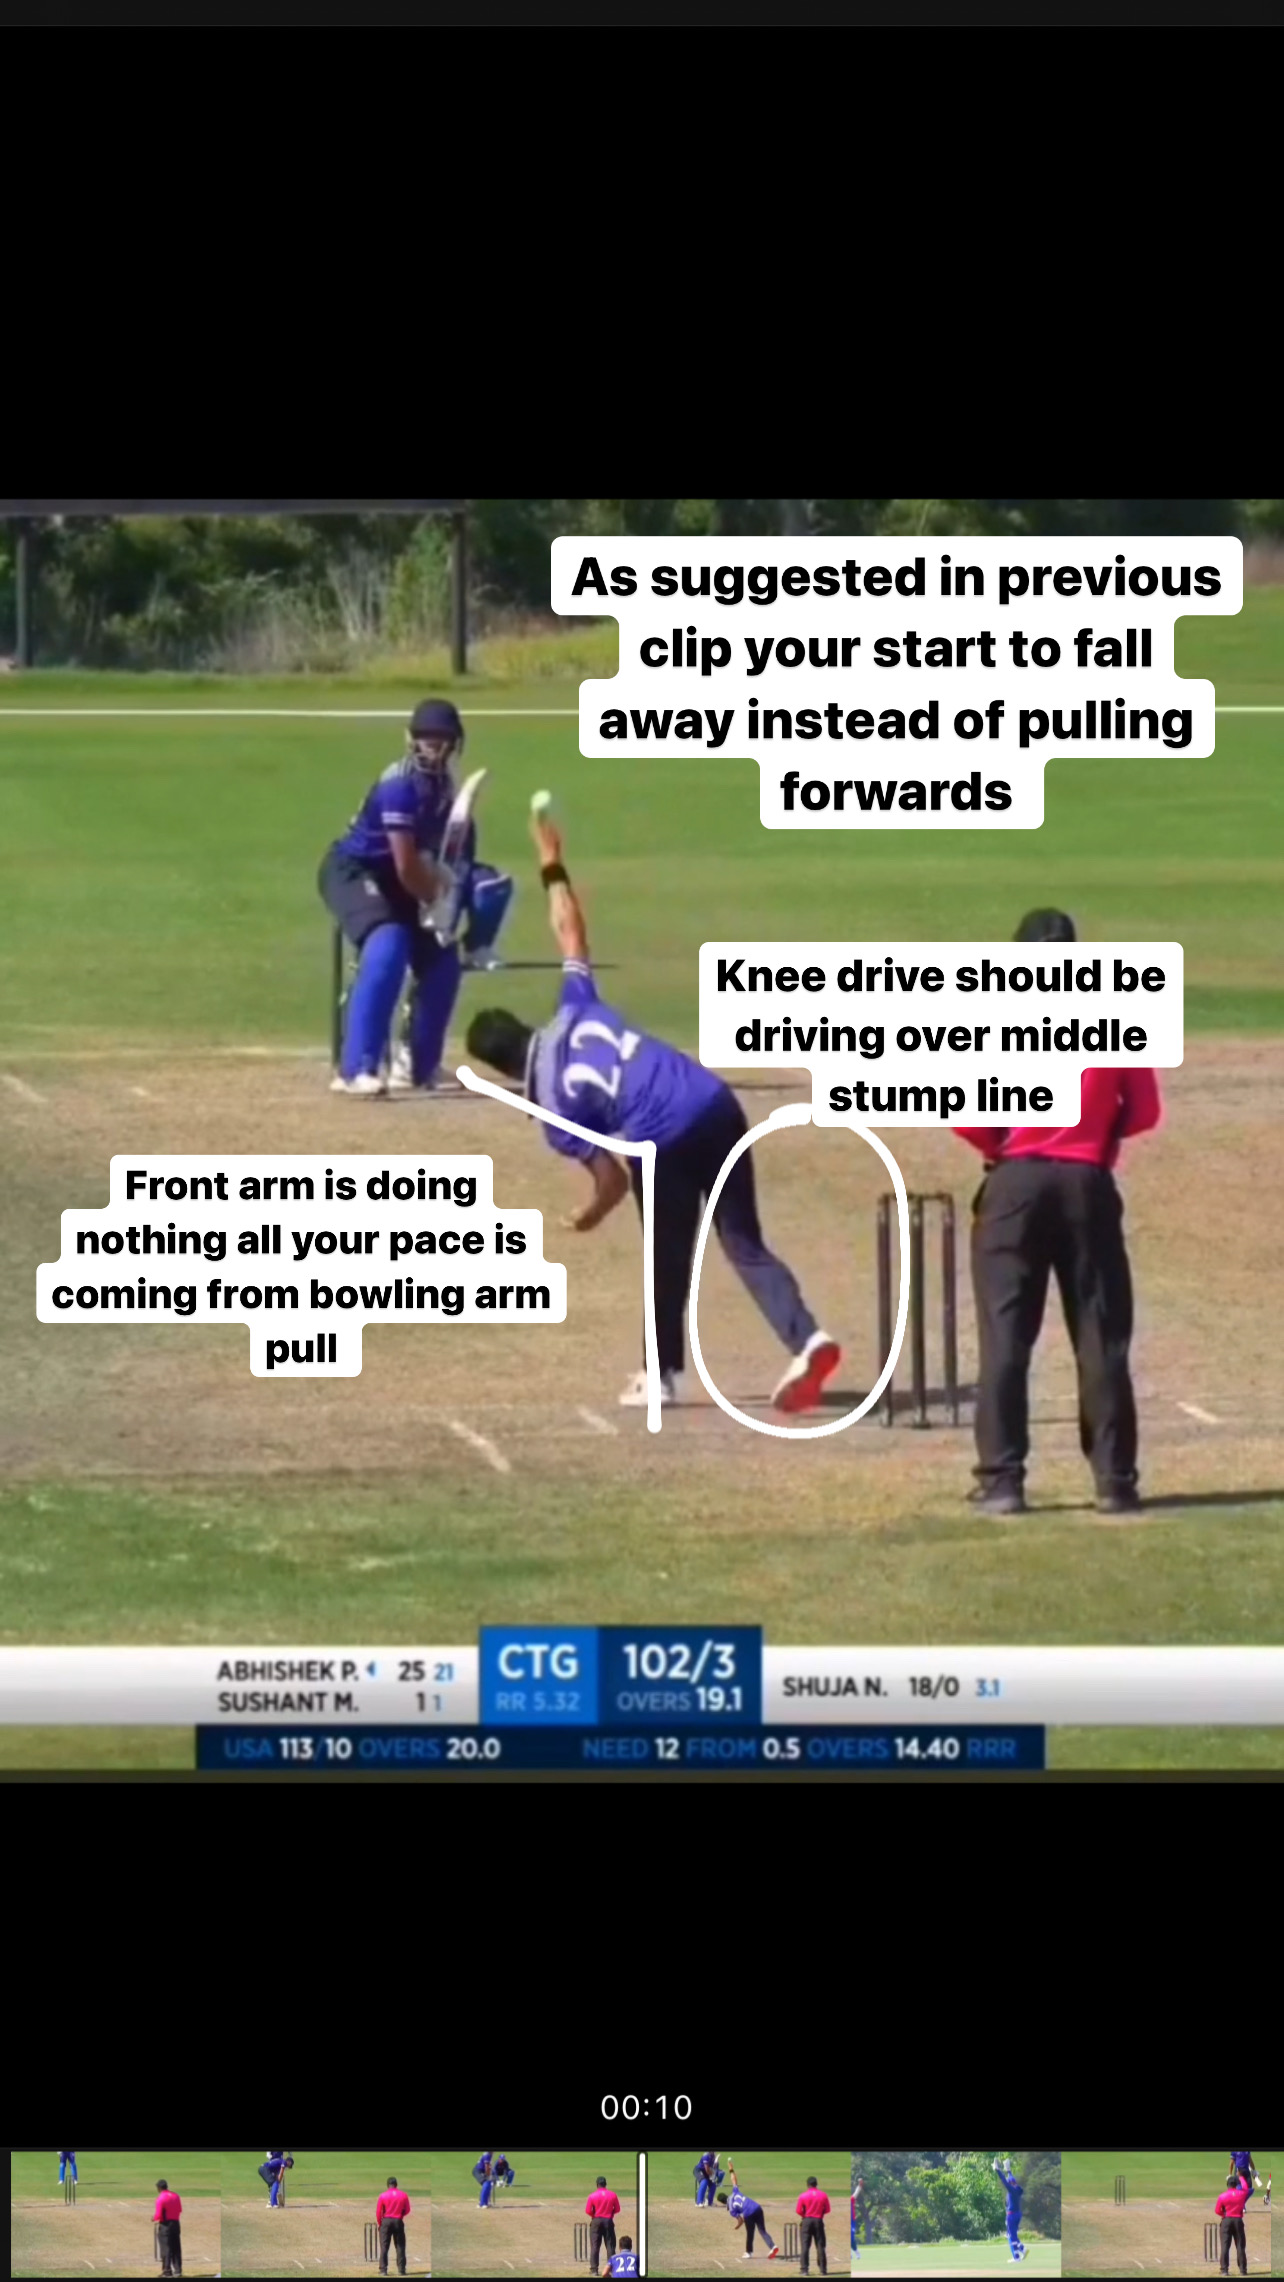 As suggested in previous
clip your start to fall
away instead of pulling
forwards
22
Knee drive should be
driving over middle
stump line
Front arm is doing
nothing all your pace is
coming from bowling arm
pull
ABHISHEK P. 25 21
SUSHANT M. 1 1
CTG
RR 5.32
102/3
OVERS 19.1
SHUJA N. 18/0 3.1
USA 113/10 OVERS 20.0
NEED 12 FROM 0.5 OVERS 14.40 RRR
00:10
22